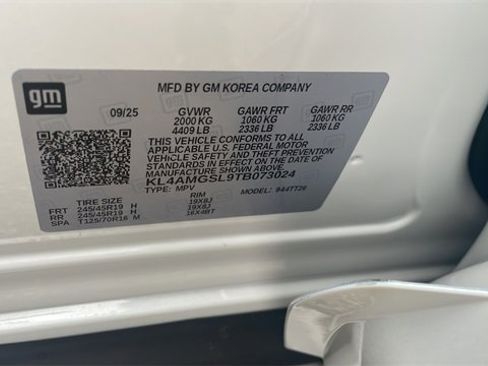 gm
MFD BY GM KOREA COMPANY
09/25 GVWR GAWR FRT GAWR RR
2000 KG 1060 KG 1060 KG
4409 LB 2336 LB 2336 LB
THIS VEHICLE CONFORMS TO ALL
APPLICABLE U.S. FEDERAL MOTOR
VEHICLE SAFETY AND THEFT PREVENTION
STANDARDS IN EFFECT ON THE DATE OF
MANUFACTURE SHOWN ABOVE.
KL4AMGSL9TB073024
TYPE: MPV MODEL: 9447726
TIRE SIZE RIM
FRT 245/45R19 H 19X8J
RR 245/45R19 H 19X8J
SPA T125/70R16 M 16X4BT